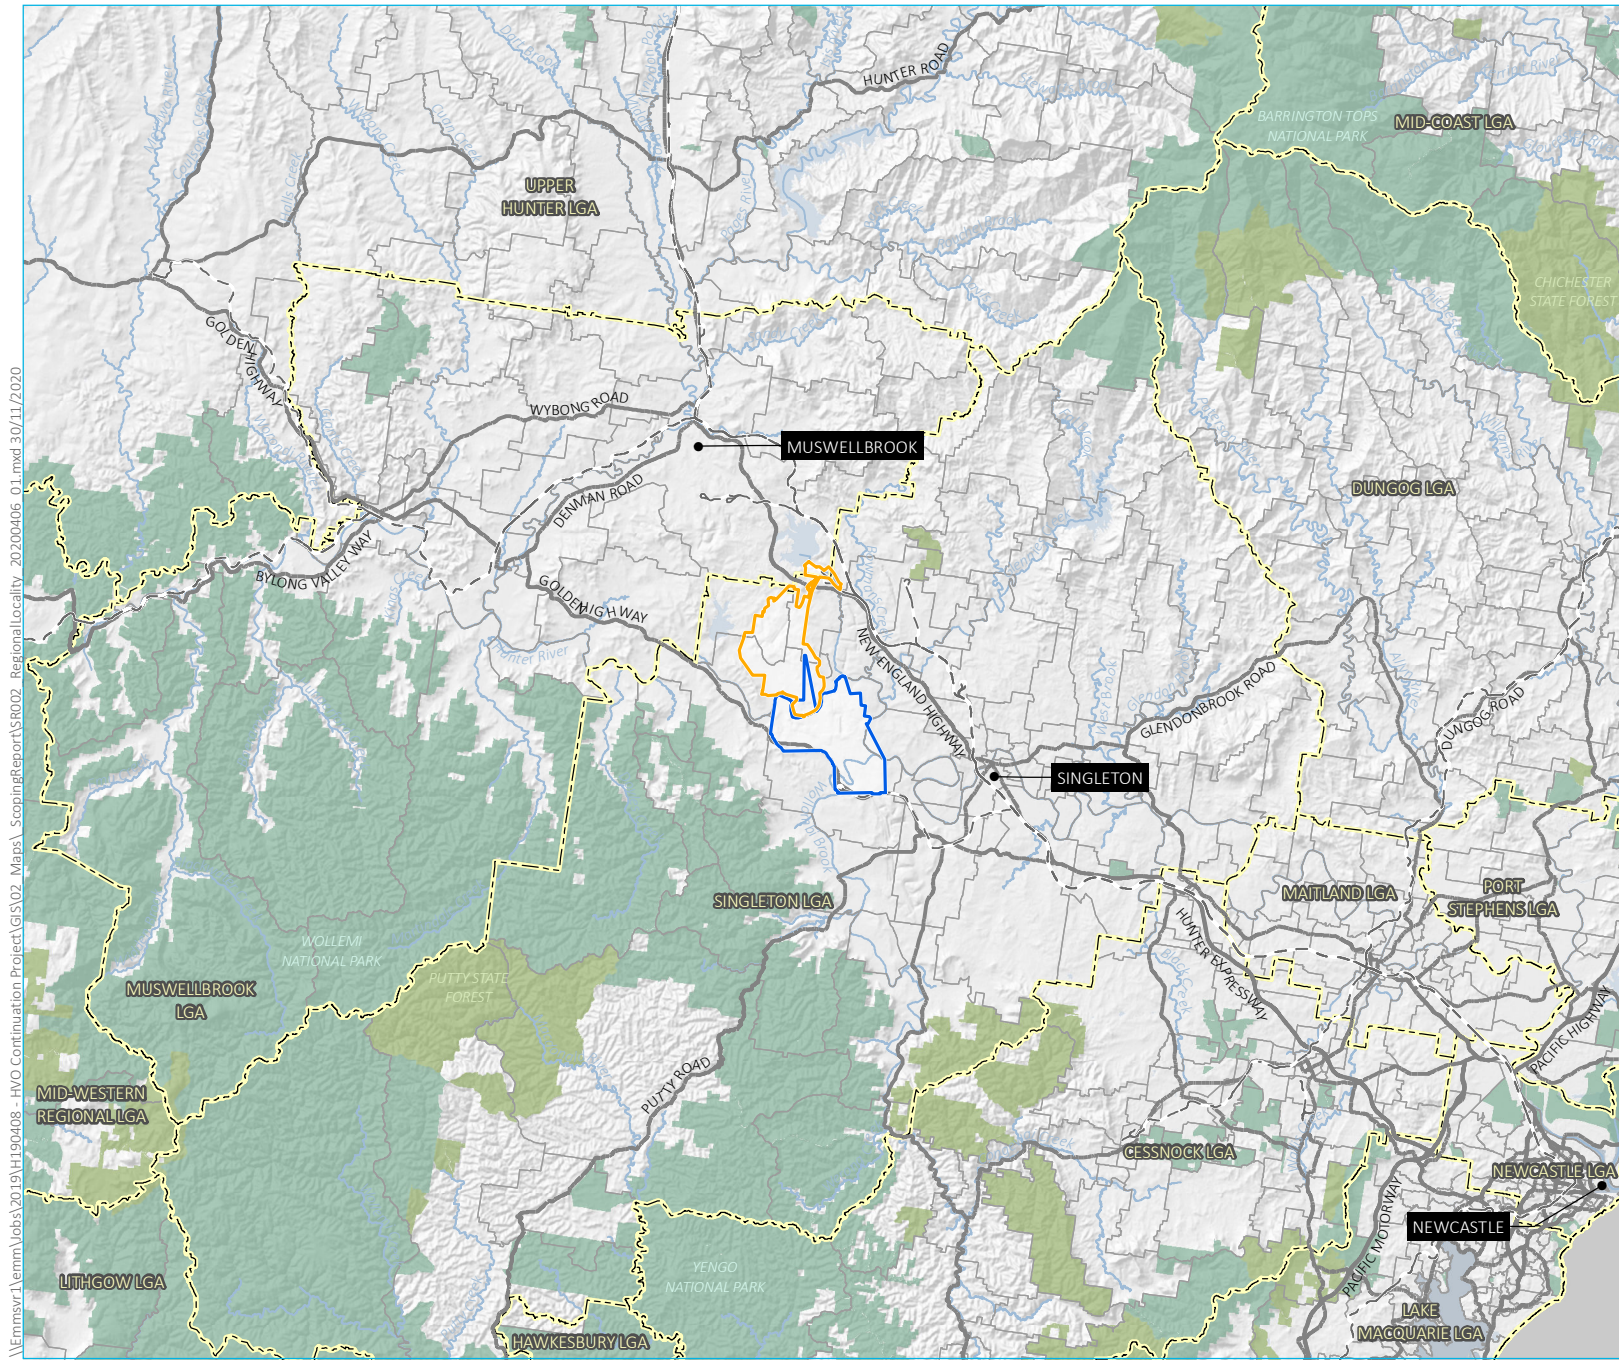 HUNTER ROAD
BARRINGTON TOPS
NATIONAL PARK
MID-COAST LGA
UPPER
HUNTER LGA
CHICHESTER
STATE FOREST
GOLDEN HIGHWAY
WYBONG ROAD
MUSWELLBROOK
DENMAN ROAD
DUNGOG LGA
BYLONG VALLEY WAY
GOLDEN HIGHWAY
Hunter River
NEW ENGLAND HIGHWAY
GLENDONBROOK ROAD
DUNGOG ROAD
SINGLETON
Wollombi Brook
SINGLETON LGA
MAITLAND LGA
PORT
STEPHENS LGA
WOLLEMI
NATIONAL PARK
PUTTY STATE
FOREST
HUNTER EXPRESSWAY
Black Creek
MUSWELLBROOK
LGA
PACIFIC HIGHWAY
PUTTY ROAD
MID-WESTERN
REGIONAL LGA
CESSNOCK LGA
NEWCASTLE LGA
NEWCASTLE
PACIFIC MOTORWAY
LITHGOW LGA
YENGO
NATIONAL PARK
HAWKESBURY LGA
LAKE
MACQUARIE LGA
\\Emmsvr1\emm\Jobs\2019\H190408 - HVO Continuation Project\GIS\02_Maps\_ScopingReport\SR002_RegionalLocality_20200406_01.mxd 30/11/2020